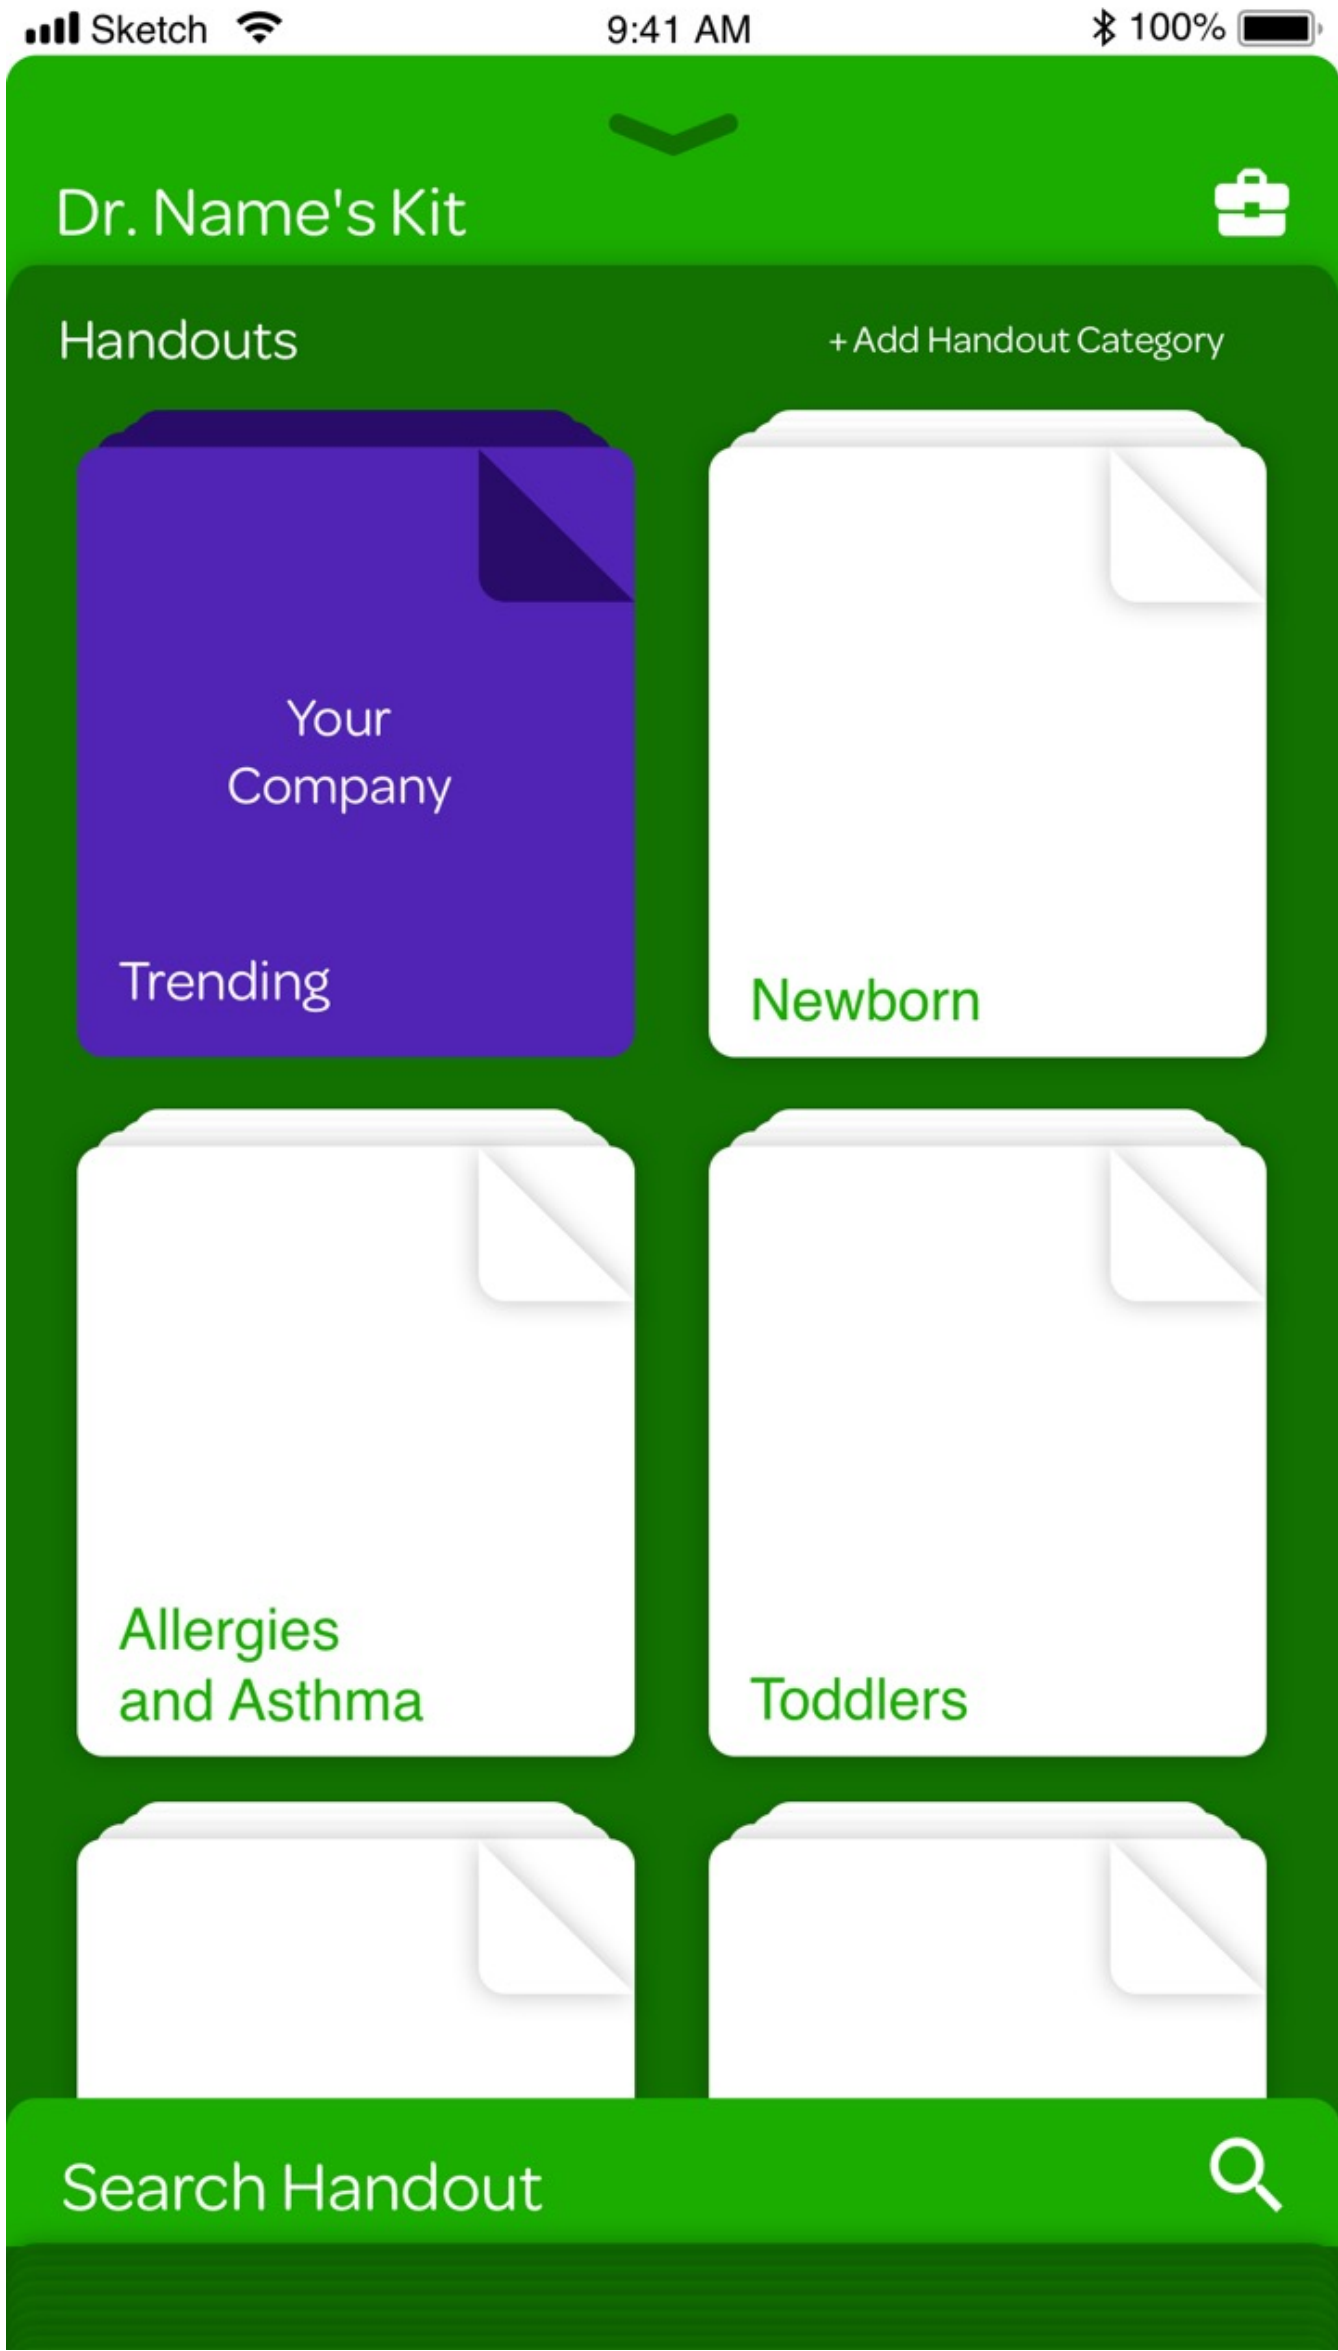 Sketch 9:41 AM 100%
Dr. Name's Kit
Handouts +Add Handout Category
Your
Company
Trending
Newborn
Allergies
and Asthma
Toddlers
Search Handout